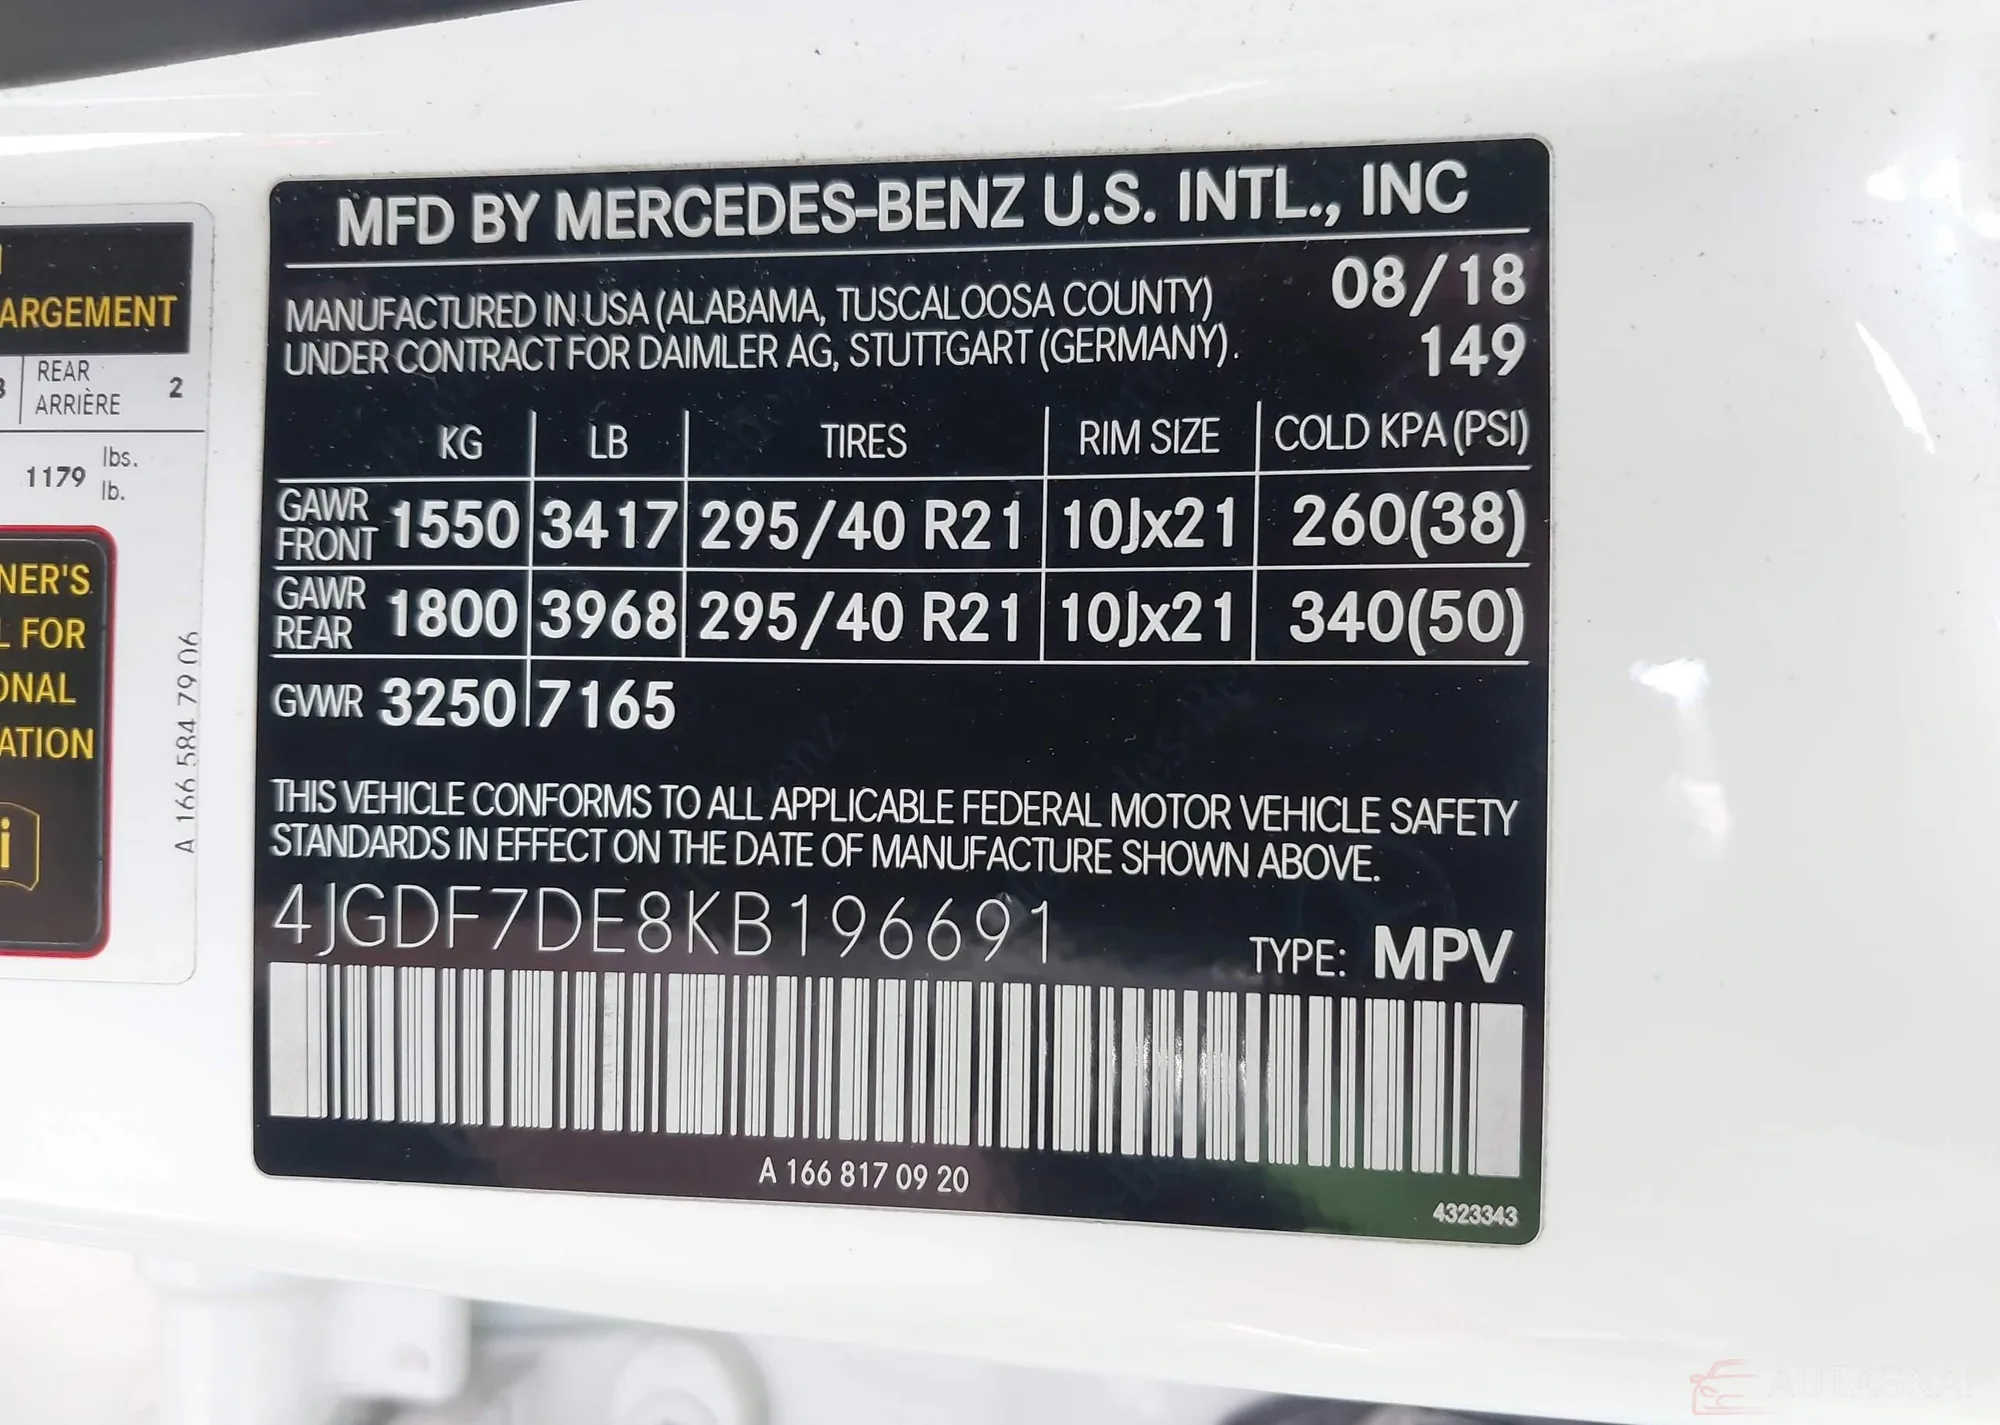 ARGEMENT
REAR
ARRIÈRE
2
1179
lbs.
lb.
NER'S
L FOR
ONAL
ATION
i
A 166 584 79 06
MFD BY MERCEDES-BENZ U.S. INTL., INC
MANUFACTURED IN USA (ALABAMA, TUSCALOOSA COUNTY) 08/18
UNDER CONTRACT FOR DAIMLER AG, STUTTGART (GERMANY). 149
KG LB TIRES RIM SIZE COLD KPA (PSI)
GAWR FRONT 1550 3417 295/40 R21 10Jx21 260(38)
GAWR REAR 1800 3968 295/40 R21 10Jx21 340(50)
GVWR 3250 7165
THIS VEHICLE CONFORMS TO ALL APPLICABLE FEDERAL MOTOR VEHICLE SAFETY
STANDARDS IN EFFECT ON THE DATE OF MANUFACTURE SHOWN ABOVE.
4JGDF7DE8KB196691
TYPE: MPV
A 166 817 09 20
4323343